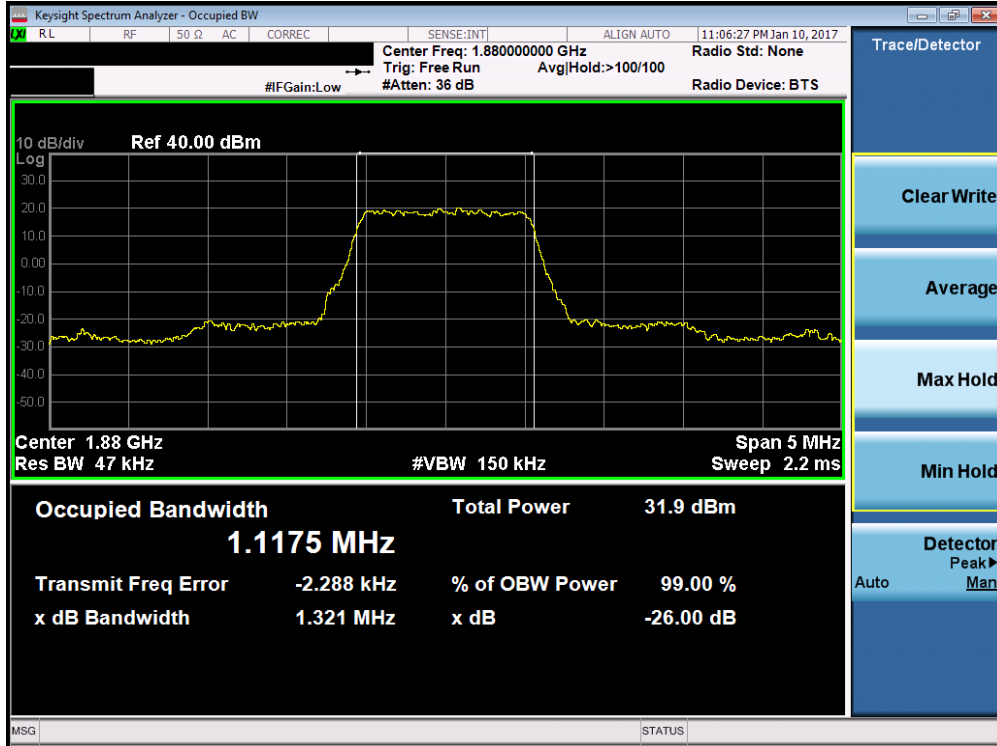 Keysight Spectrum Analyzer - Occupied BW
LXI RL RF 50 Ω AC CORREC SENSE:INT ALIGN AUTO 11:06:27 PM Jan 10, 2017
Center Freq: 1.880000000 GHz Radio Std: None
Trig: Free Run Avg|Hold:>100/100
#IFGain:Low #Atten: 36 dB Radio Device: BTS
10 dB/div Ref 40.00 dBm
Log
30.0
20.0
10.0
0.00
-10.0
-20.0
-30.0
-40.0
-50.0
Center 1.88 GHz Span 5 MHz
Res BW 47 kHz #VBW 150 kHz Sweep 2.2 ms
Occupied Bandwidth Total Power 31.9 dBm
1.1175 MHz
Transmit Freq Error -2.288 kHz % of OBW Power 99.00 %
x dB Bandwidth 1.321 MHz x dB -26.00 dB
MSG STATUS
Trace/Detector
Clear Write
Average
Max Hold
Min Hold
Detector
Peak▶
Auto Man